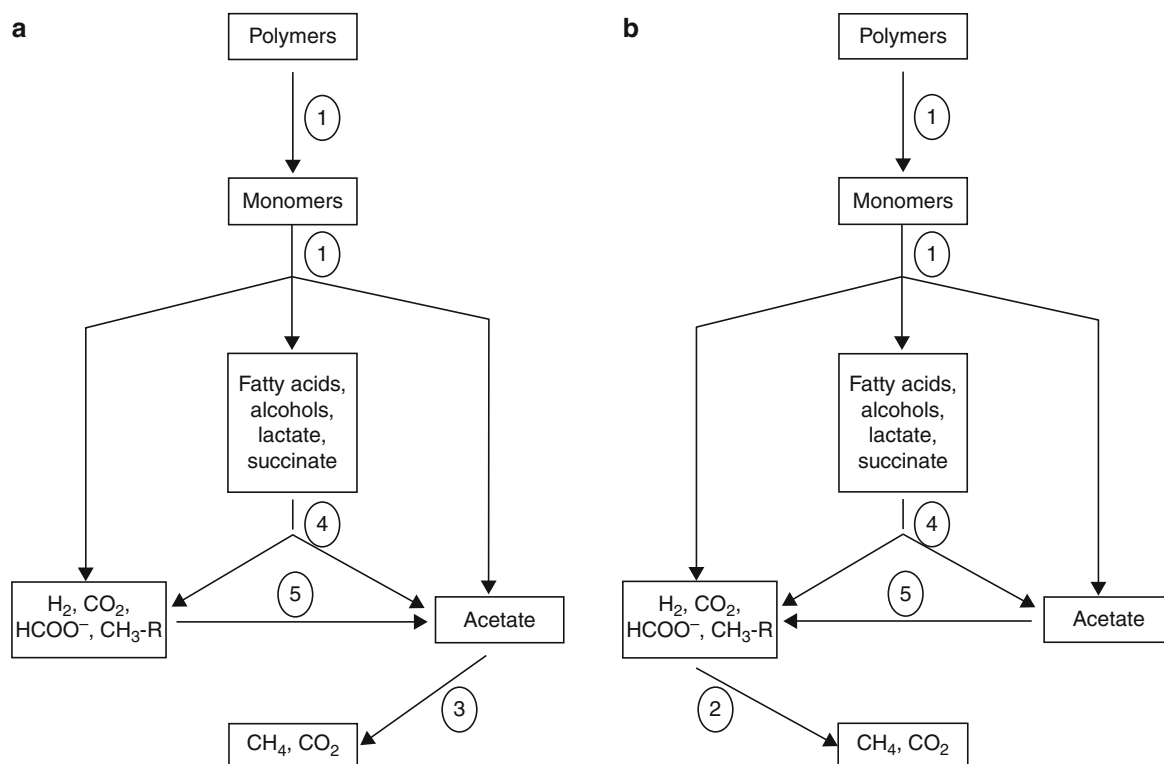 a
Polymers
1
Monomers
1
Fatty acids,
alcohols,
lactate,
succinate
4
H₂, CO₂,
HCOO⁻, CH₃-R
5
Acetate
3
CH₄, CO₂
b
Polymers
1
Monomers
1
Fatty acids,
alcohols,
lactate,
succinate
4
H₂, CO₂,
HCOO⁻, CH₃-R
5
Acetate
2
CH₄, CO₂